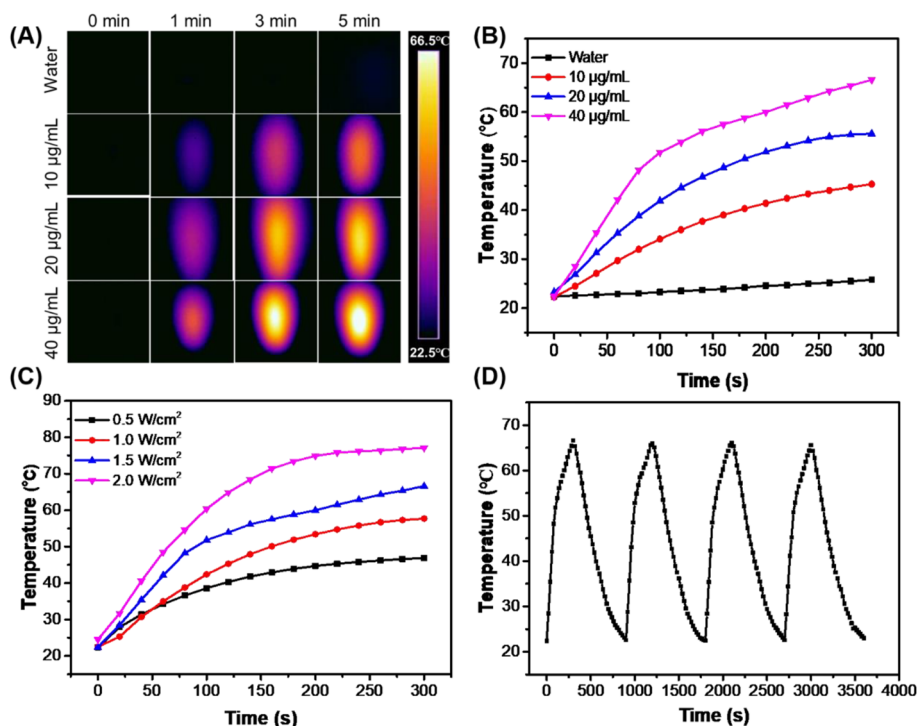 (A)
0 min 1 min 3 min 5 min
Water
10 µg/mL
20 µg/mL
40 µg/mL
66.5℃
22.5℃
(B)
Water
10 µg/mL
20 µg/mL
40 µg/mL
Temperature (°C)
70
60
50
40
30
20
0 50 100 150 200 250 300
Time (s)
(C)
0.5 W/cm²
1.0 W/cm²
1.5 W/cm²
2.0 W/cm²
Temperature (°C)
90
80
70
60
50
40
30
20
0 50 100 150 200 250 300
Time (s)
(D)
Temperature (℃)
70
60
50
40
30
20
0 500 1000 1500 2000 2500 3000 3500 4000
Time (s)